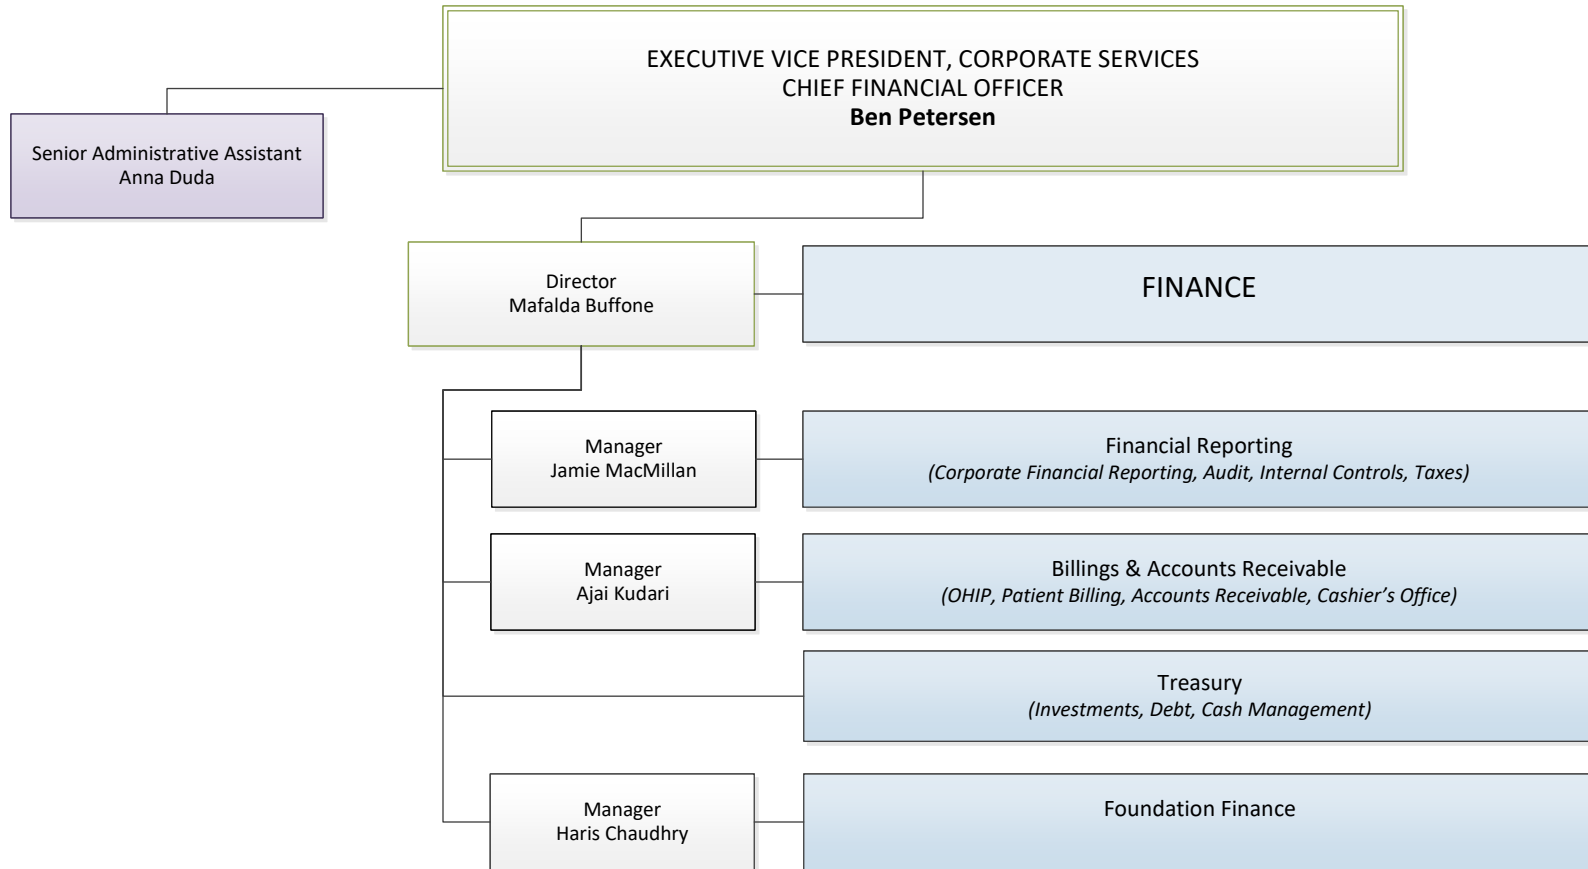 EXECUTIVE VICE PRESIDENT, CORPORATE SERVICES
CHIEF FINANCIAL OFFICER
Ben Petersen
Senior Administrative Assistant
Anna Duda
Director
Mafalda Buffone
FINANCE
Manager
Jamie MacMillan
Financial Reporting
(Corporate Financial Reporting, Audit, Internal Controls, Taxes)
Manager
Ajai Kudari
Billings & Accounts Receivable
(OHIP, Patient Billing, Accounts Receivable, Cashier’s Office)
Treasury
(Investments, Debt, Cash Management)
Manager
Haris Chaudhry
Foundation Finance